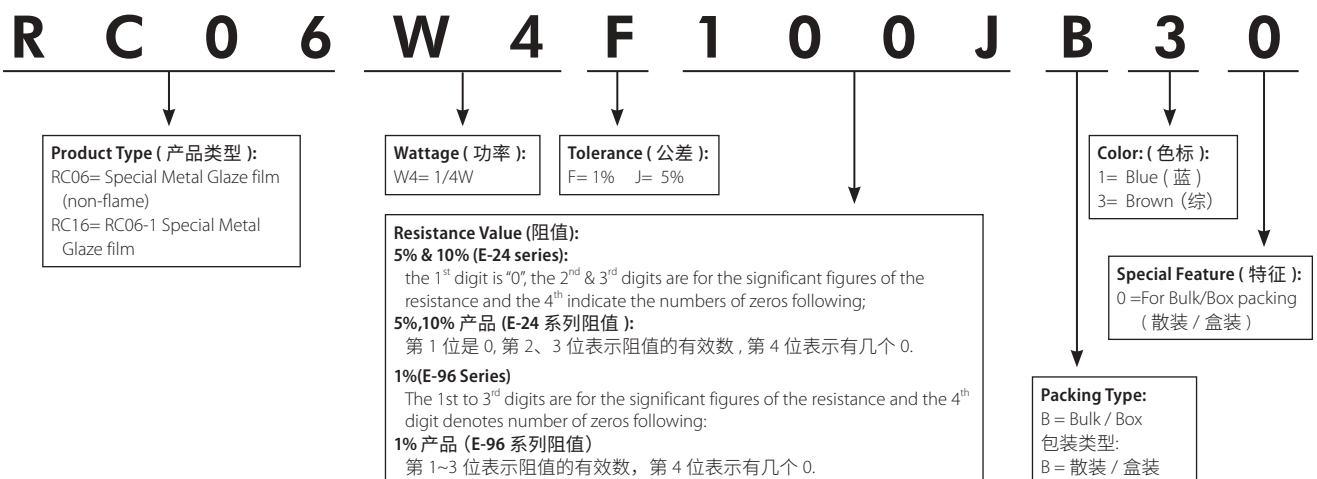 R C 0 6 W 4 F 1 0 0 J B 3 0
Product Type ( 产品类型 ):
RC06= Special Metal Glaze film
(non-flame)
RC16= RC06-1 Special Metal
Glaze film
Wattage ( 功率 ):
W4= 1/4W
Tolerance ( 公差 ):
F= 1% J= 5%
Resistance Value (阻值):
5% & 10% (E-24 series):
the 1st digit is "0", the 2nd & 3rd digits are for the significant figures of the
resistance and the 4th indicate the numbers of zeros following;
5%,10% 产品 (E-24 系列阻值 ):
第 1 位是 0, 第 2、3 位表示阻值的有效数 , 第 4 位表示有几个 0.
1%(E-96 Series)
The 1st to 3rd digits are for the significant figures of the resistance and the 4th
digit denotes number of zeros following:
1% 产品（E-96 系列阻值）
第 1~3 位表示阻值的有效数，第 4 位表示有几个 0.
Color: ( 色标 ):
1= Blue ( 蓝 )
3= Brown（综）
Special Feature ( 特征 ):
0 =For Bulk/Box packing
( 散装 / 盒装 )
Packing Type:
B = Bulk / Box
包装类型:
B = 散装 / 盒装